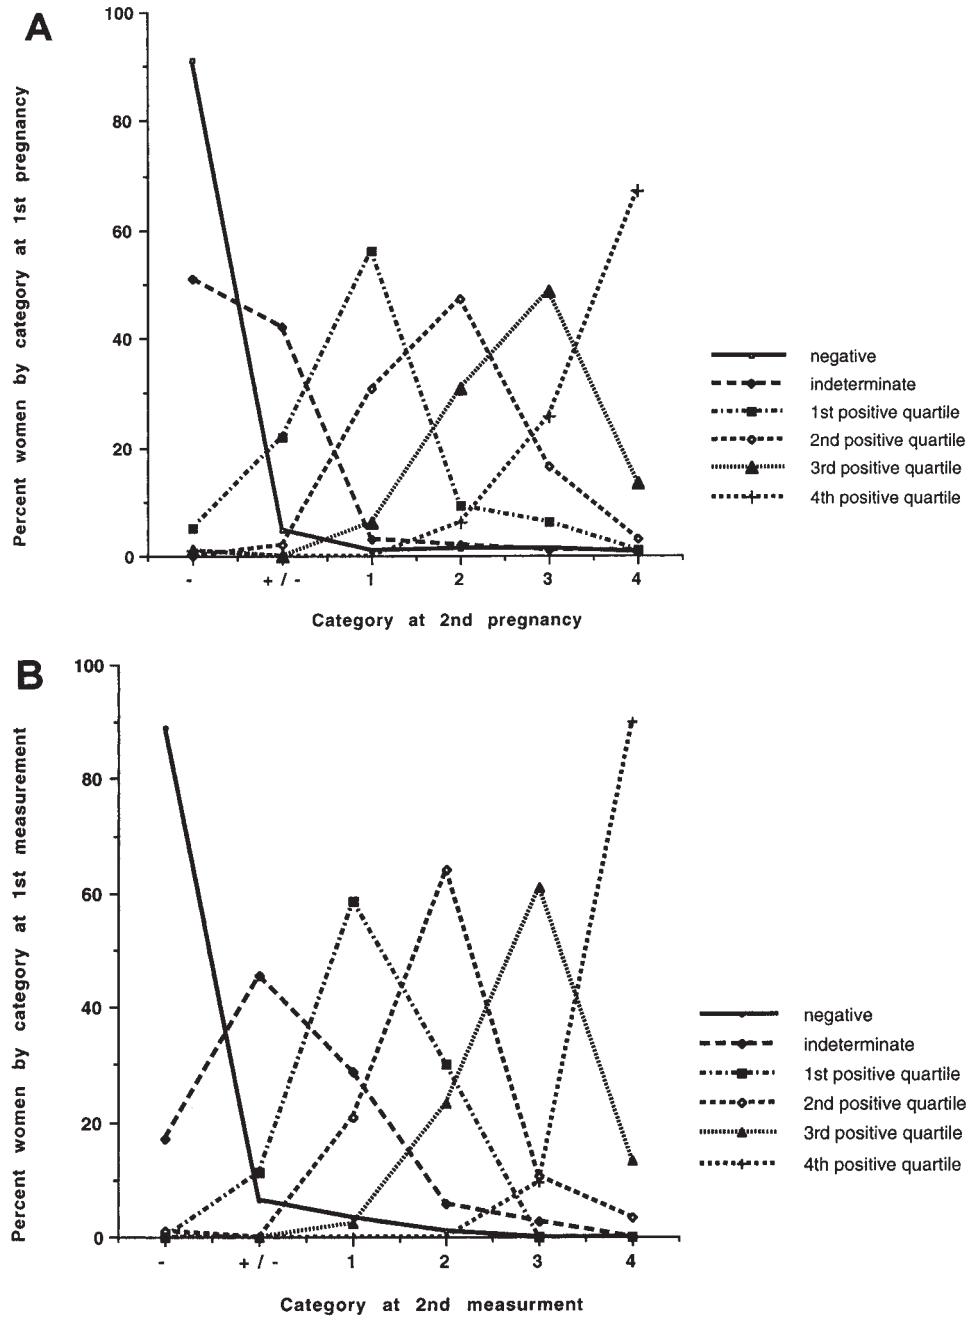 A
Percent women by category at 1st pregnancy
100
80
60
40
20
0
- +/- 1 2 3 4
Category at 2nd pregnancy
negative
indeterminate
1st positive quartile
2nd positive quartile
3rd positive quartile
4th positive quartile
B
Percent women by category at 1st measurement
100
80
60
40
20
0
- +/- 1 2 3 4
Category at 2nd measurment
negative
indeterminate
1st positive quartile
2nd positive quartile
3rd positive quartile
4th positive quartile